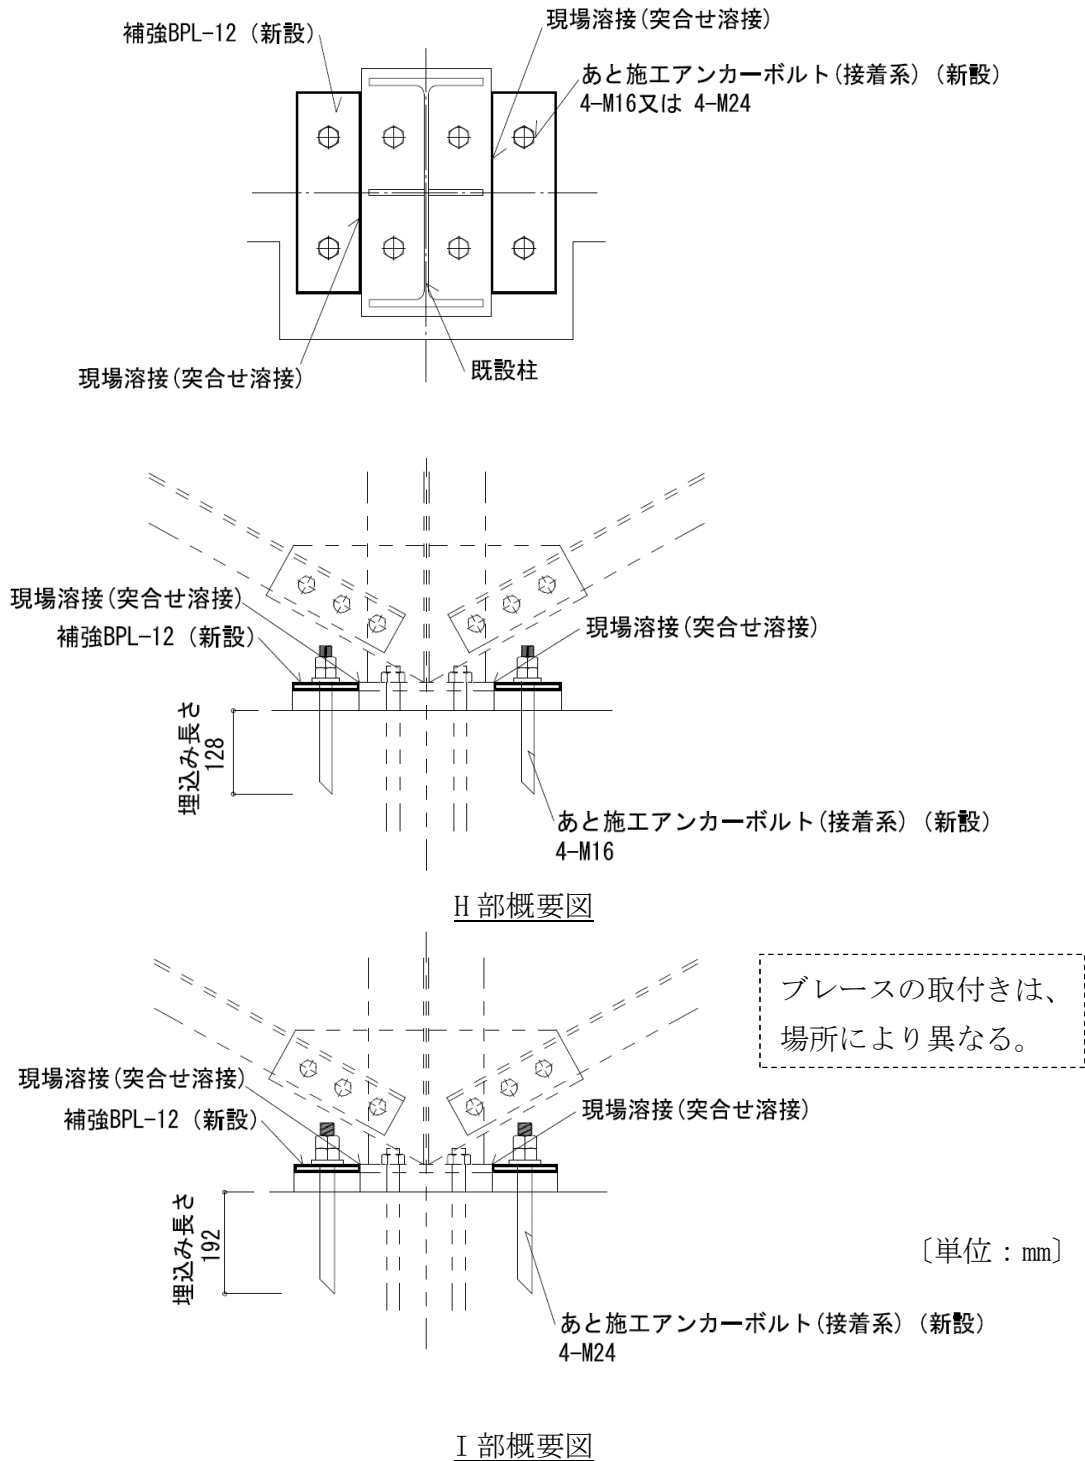 現場溶接(突合せ溶接)
補強BPL-12 (新設)
あと施工アンカーボルト(接着系) (新設)
4-M16又は 4-M24
既設柱
現場溶接(突合せ溶接)
現場溶接(突合せ溶接)
補強BPL-12 (新設)
現場溶接(突合せ溶接)
埋込み長さ
128
あと施工アンカーボルト(接着系) (新設)
4-M16
H部概要図
ブレースの取付きは、
場所により異なる。
現場溶接(突合せ溶接)
補強BPL-12 (新設)
現場溶接(突合せ溶接)
埋込み長さ
192
〔単位:mm〕
あと施工アンカーボルト(接着系) (新設)
4-M24
I部概要図